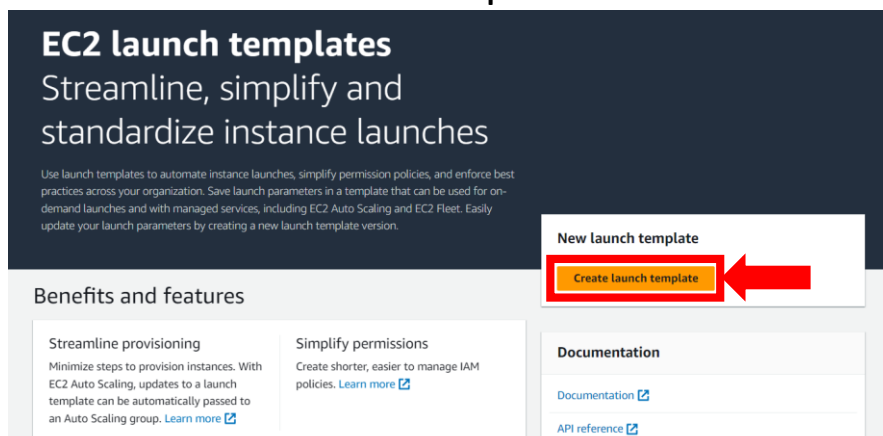 EC2 launch templates
Streamline, simplify and
standardize instance launches
Use launch templates to automate instance launches, simplify permission policies, and enforce best
practices across your organization. Save launch parameters in a template that can be used for on-
demand launches and with managed services, including EC2 Auto Scaling and EC2 Fleet. Easily
update your launch parameters by creating a new launch template version.
New launch template
Create launch template
Benefits and features
Streamline provisioning
Minimize steps to provision instances. With
EC2 Auto Scaling, updates to a launch
template can be automatically passed to
an Auto Scaling group. Learn more
Simplify permissions
Create shorter, easier to manage IAM
policies. Learn more
Documentation
Documentation
API reference